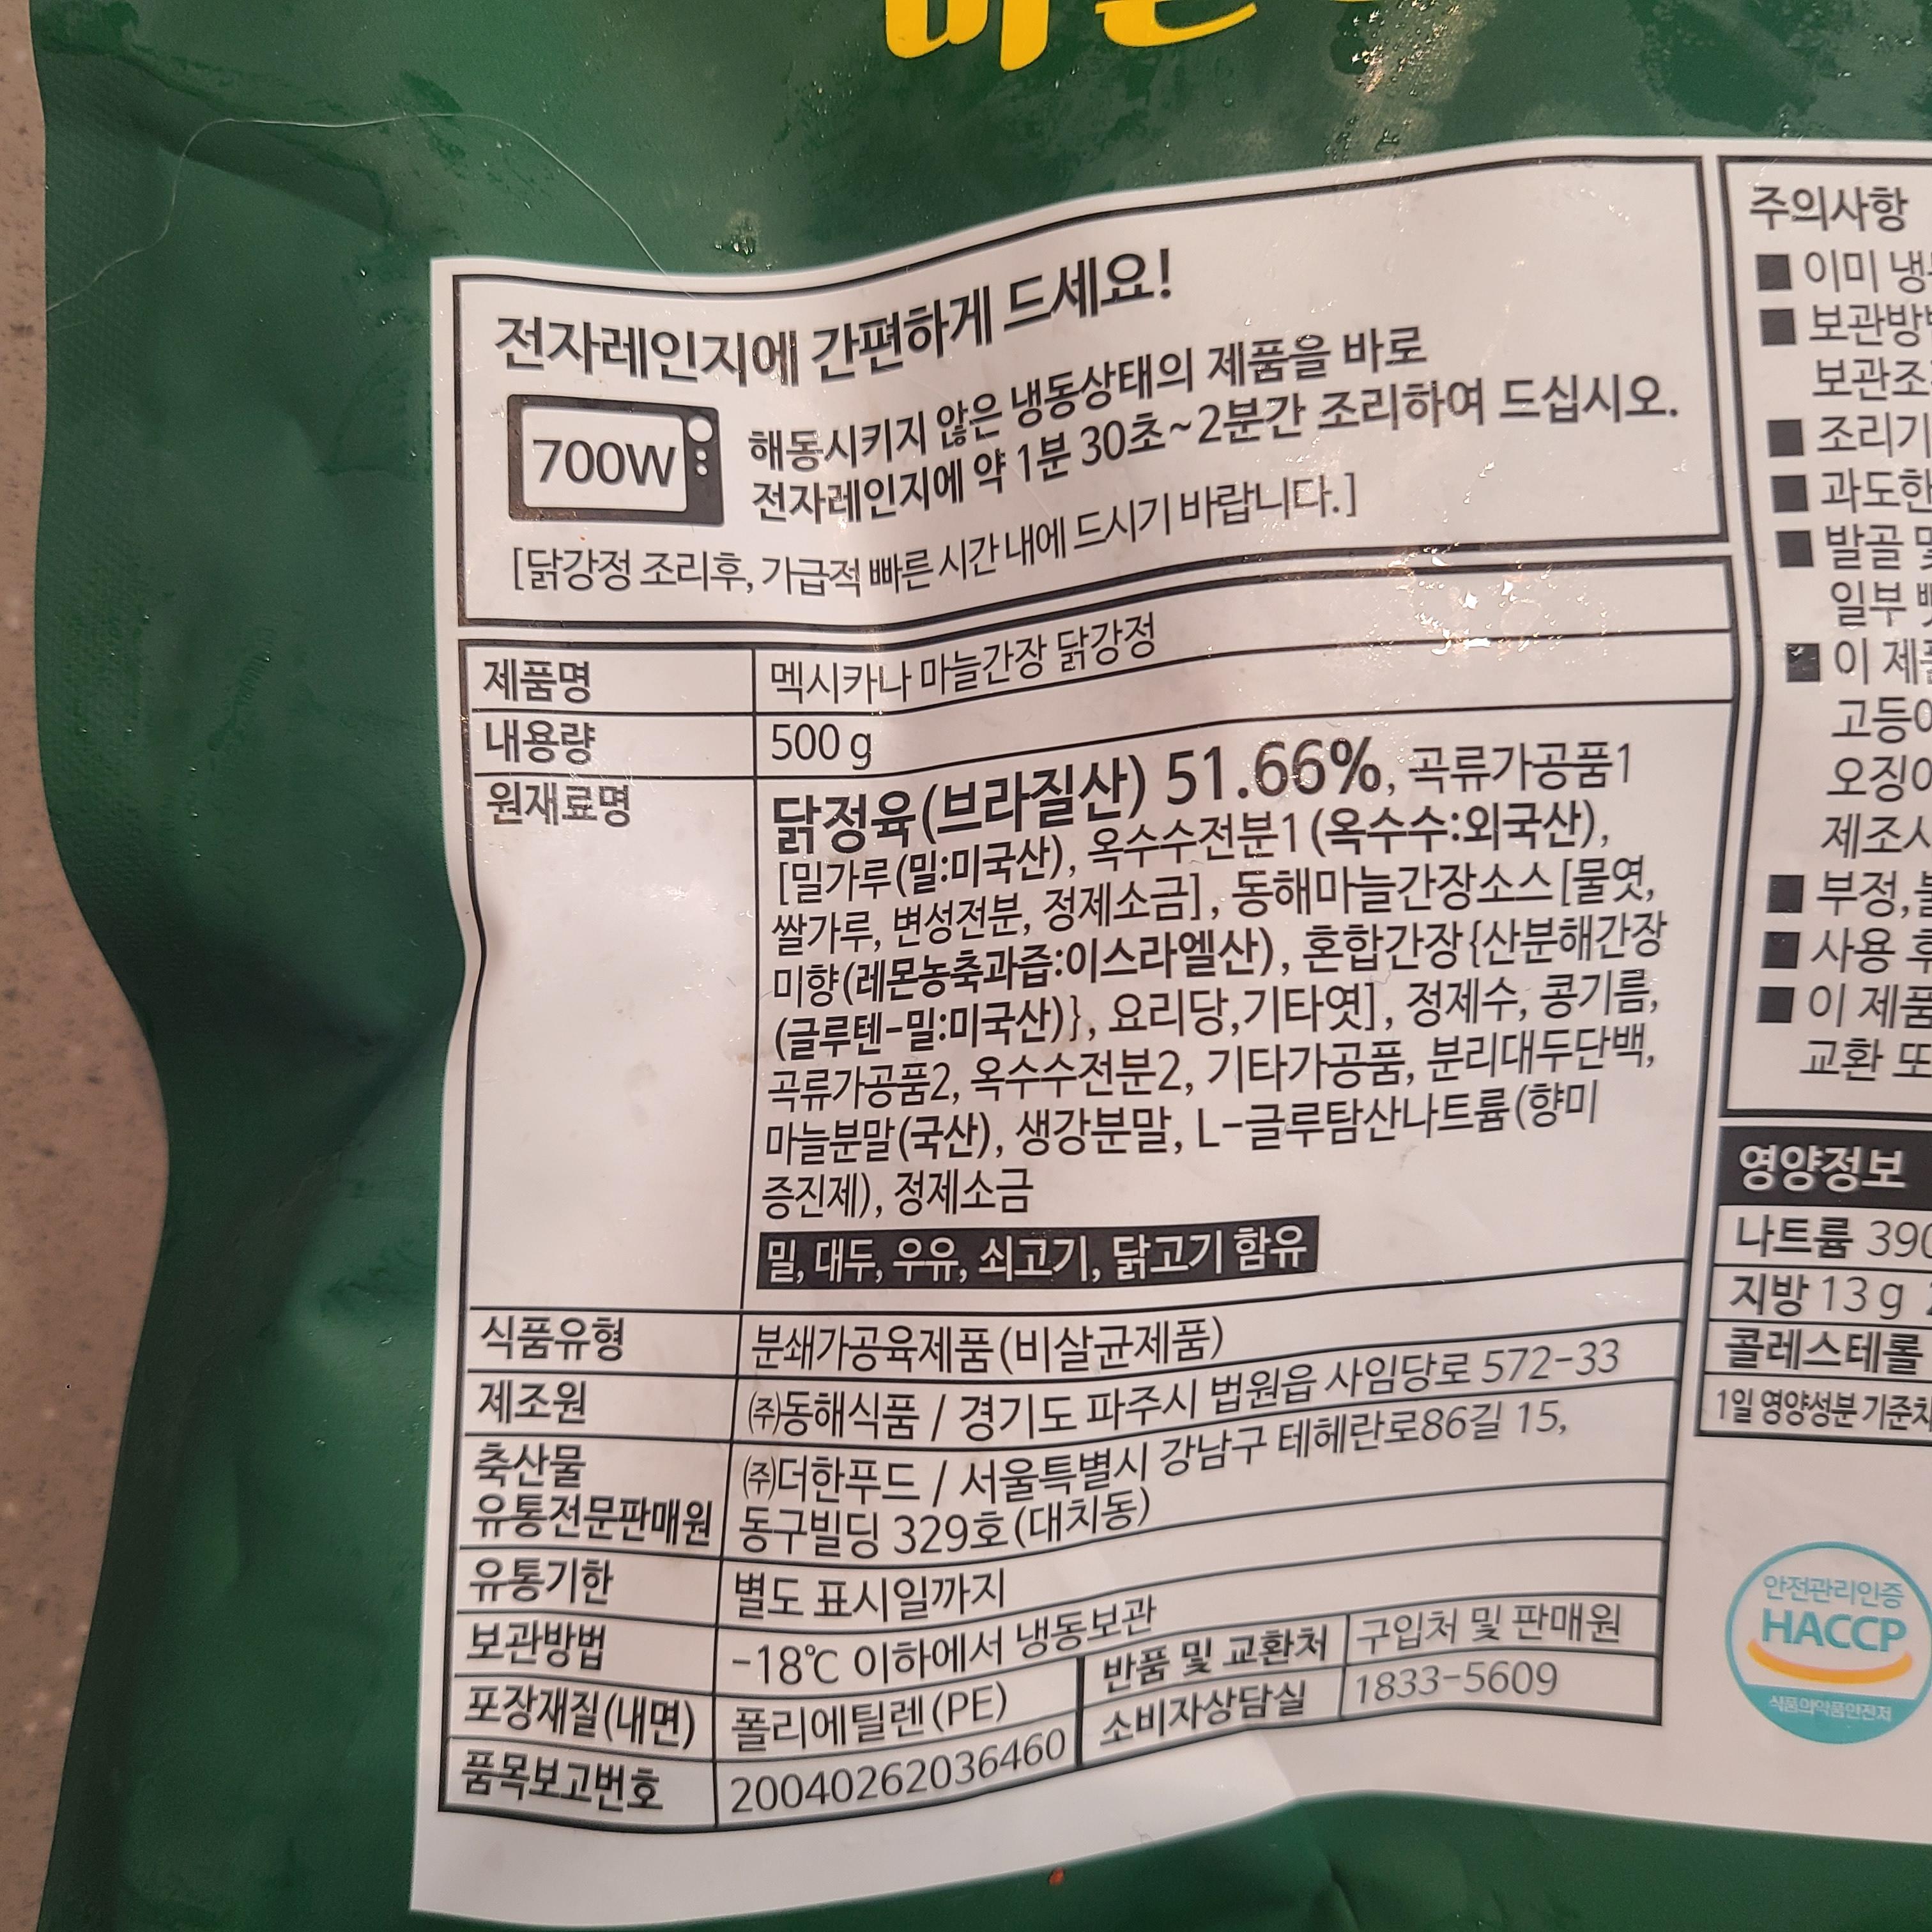 전자레인지에 간편하게 드세요!
700W
해동시키지 않은 냉동상태의 제품을 바로
전자레인지에 약 1분 30초~2분간 조리하여 드십시오.
[닭강정 조리후, 가급적 빠른 시간 내에 드시기 바랍니다.]
제품명 멕시카나 마늘간장 닭강정
내용량 500 g
원재료명 닭정육(브라질산) 51.66%, 곡류가공품1
[밀가루(밀:미국산), 옥수수전분1(옥수수:외국산),
쌀가루, 변성전분, 정제소금], 동해마늘간장소스[물엿,
미향(레몬농축과즙:이스라엘산), 혼합간장{산분해간장
(글루텐-밀:미국산)}, 요리당,기타엿], 정제수, 콩기름,
곡류가공품2, 옥수수전분2, 기타가공품, 분리대두단백,
마늘분말(국산), 생강분말, L-글루탐산나트륨(향미
증진제), 정제소금
밀, 대두, 우유, 쇠고기, 닭고기 함유
식품유형 분쇄가공육제품(비살균제품)
제조원 ㈜동해식품 / 경기도 파주시 법원읍 사임당로 572-33
축산물
유통전문판매원
㈜더한푸드 / 서울특별시 강남구 테헤란로86길 15,
동구빌딩 329호(대치동)
유통기한 별도 표시일까지
보관방법 -18℃ 이하에서 냉동보관
포장재질(내면) 폴리에틸렌(PE)
품목보고번호 20040262036460
반품 및 교환처 구입처 및 판매원
소비자상담실 1833-5609
주의사항
■ 이미
■
■
■
■ 발골
일부
■ 이
■ 부정,
■ 사용
■ 이 제품
교환 또
영양정보
나트륨
지방 13 g
콜레스테롤
1일 영양성분
안전관리인증
HACCP
식품의약품안전처